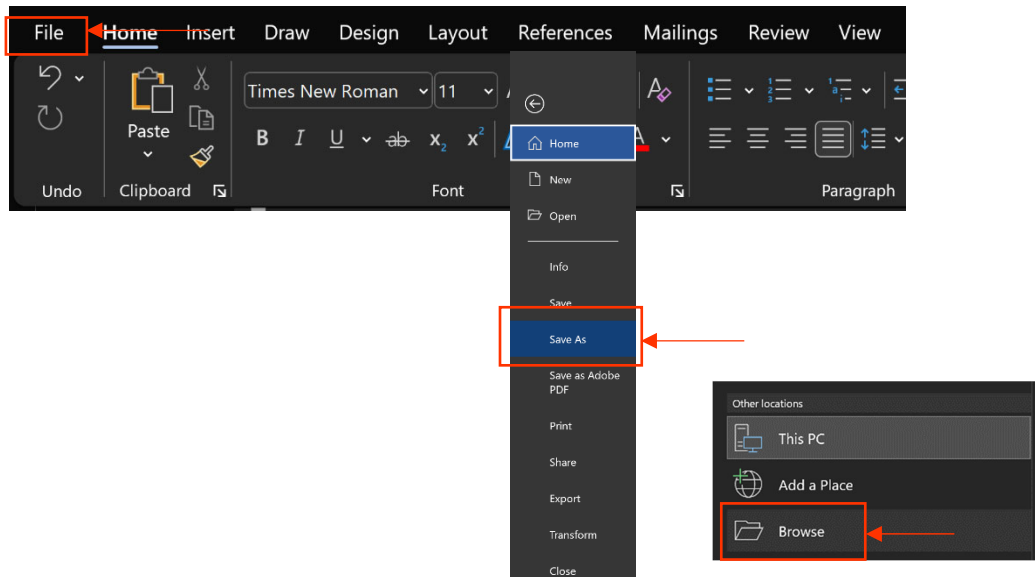 File Home Insert Draw Design Layout References Mailings Review View
Times New Roman 11
Paste
B I U ab x2 x2
Undo Clipboard Font Paragraph
Home
New
Open
Info
Save
Save As
Save as Adobe
PDF
Print
Share
Export
Transform
Close
Other locations
This PC
Add a Place
Browse